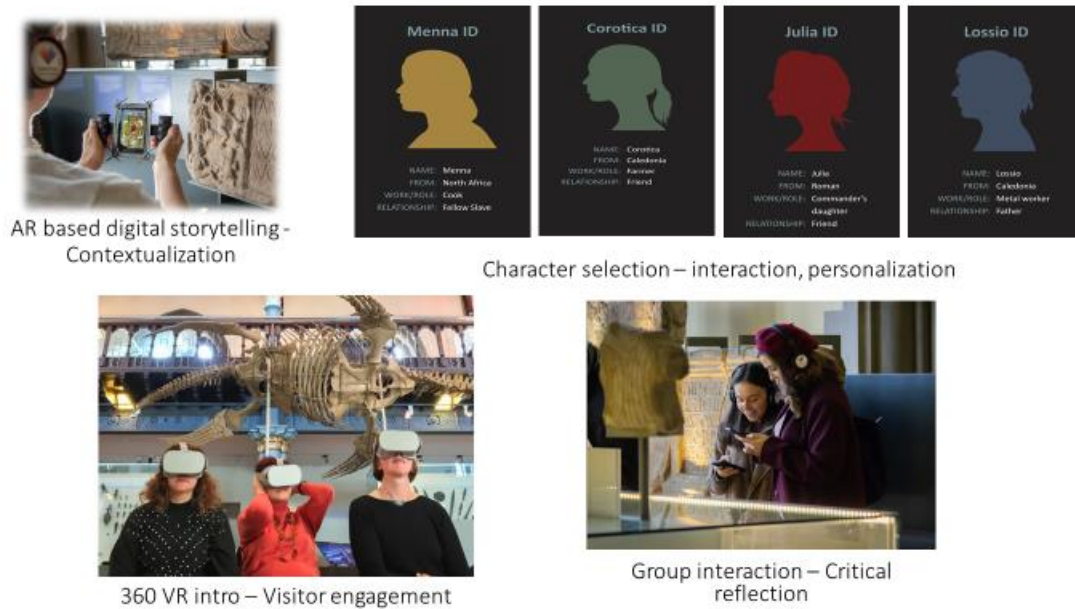 Menna ID
NAME: Menna
FROM: North Africa
WORK/ROLE: Cook
RELATIONSHIP: Fellow Slave
Corotica ID
NAME: Corotica
FROM: Caledonia
WORK/ROLE: Farmer
RELATIONSHIP: Friend
Julia ID
NAME: Julia
FROM: Roman
WORK/ROLE: Commander's
daughter
RELATIONSHIP: Friend
Lossio ID
NAME: Lossio
FROM: Caledonia
WORK/ROLE: Metal worker
RELATIONSHIP: Father
AR based digital storytelling -
Contextualization
Character selection – interaction, personalization
360 VR intro – Visitor engagement
Group interaction – Critical
reflection